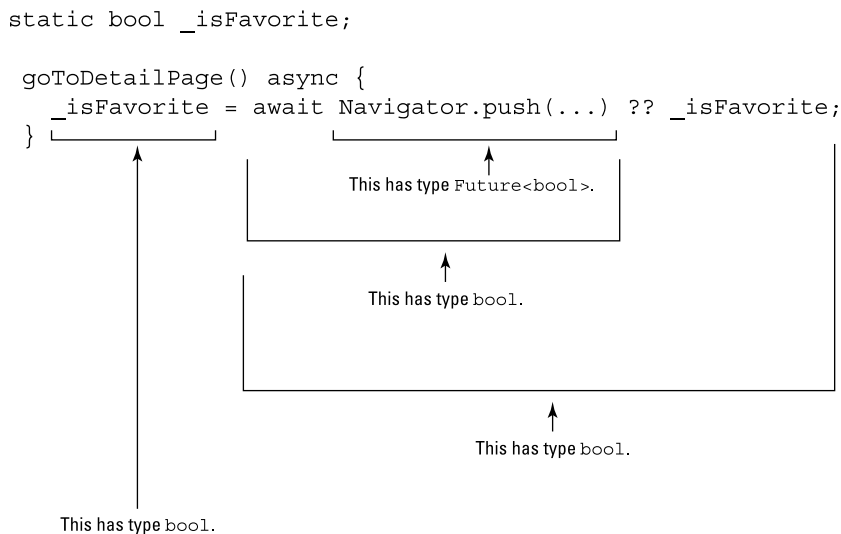 static bool _isFavorite;
goToDetailPage() async {
_isFavorite = await Navigator.push(...) ?? _isFavorite;
}
This has type Future<bool>.
This has type bool.
This has type bool.
This has type bool.